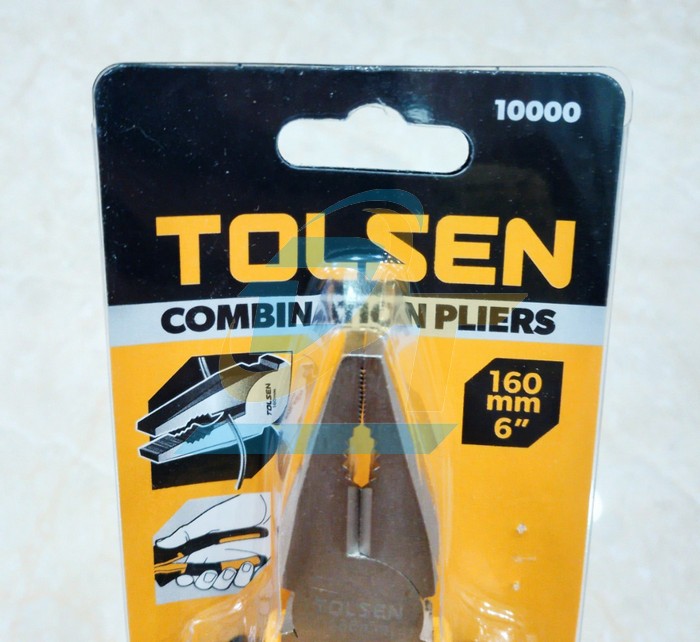 10000
TOLSEN
COMBINATION PLIERS
TOLSEN
160
mm
6”
TOLSEN